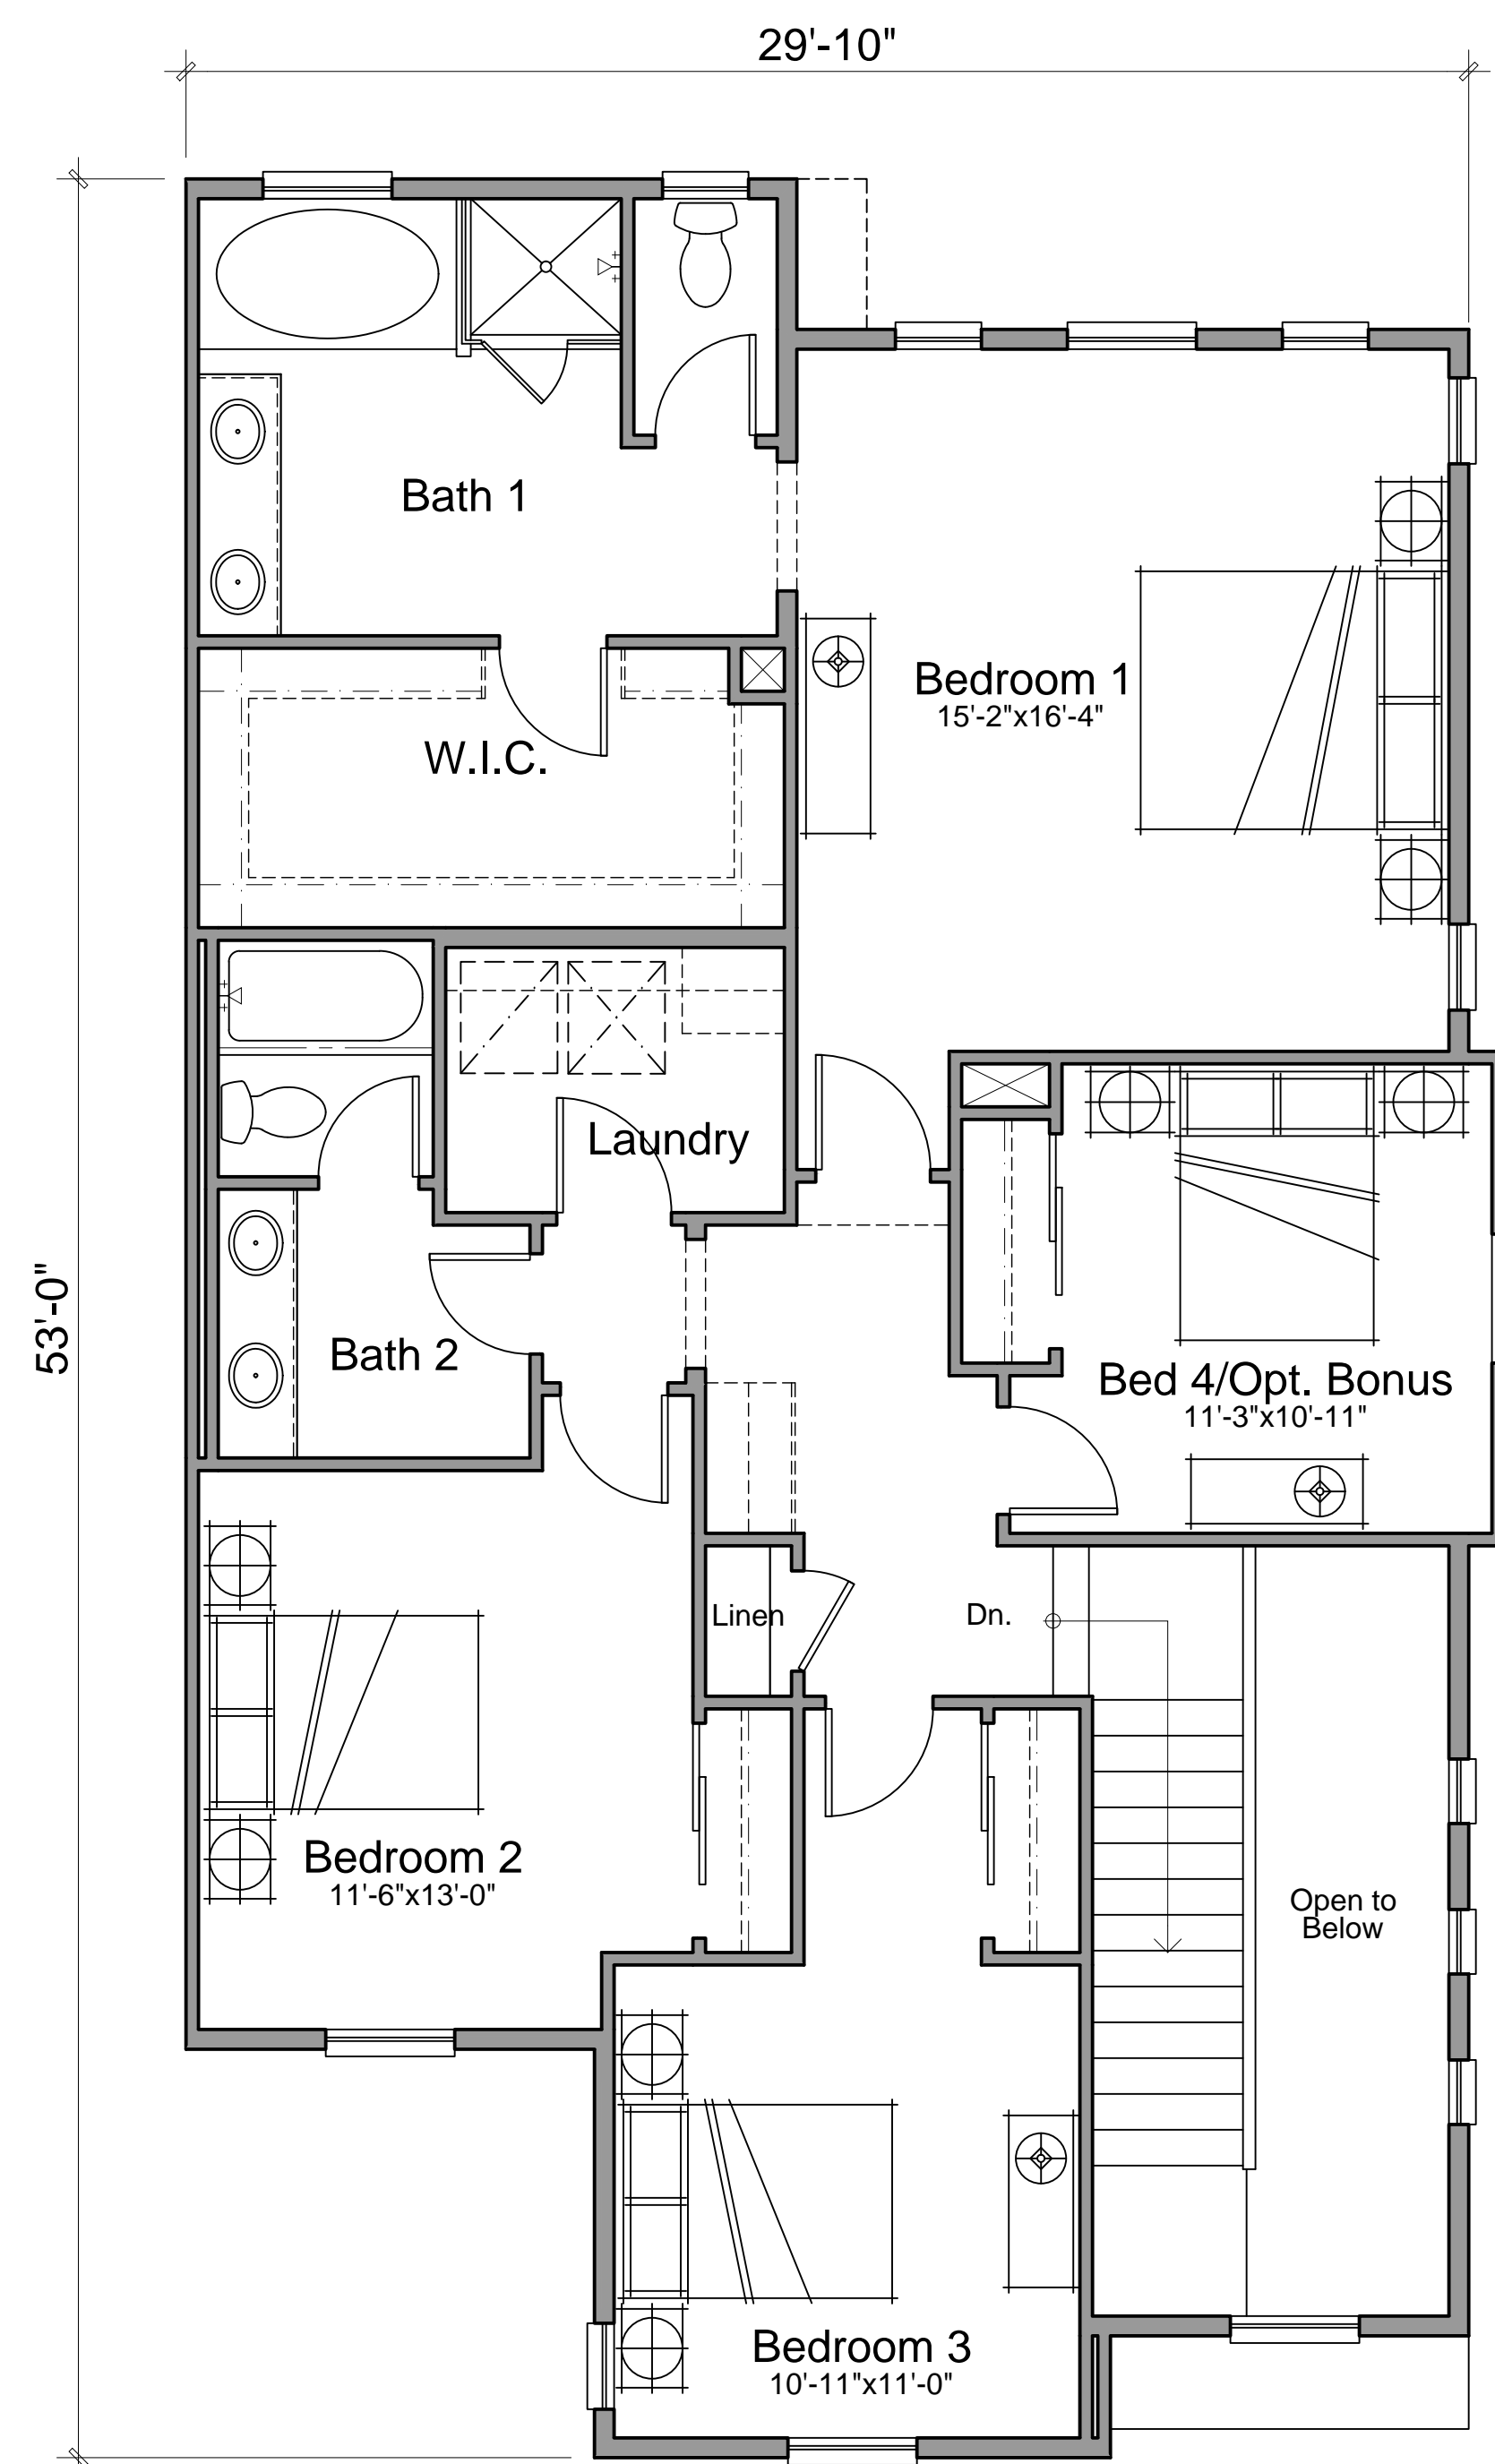 29'-10"
53'-0"
Bath 1
Bedroom 1
15'-2"x16'-4"
W.I.C.
Laundry
Bath 2
Bed 4/Opt. Bonus
11'-3"x10'-11"
Linen
Dn.
Bedroom 2
11'-6"x13'-0"
Open to
Below
Bedroom 3
10'-11"x11'-0"